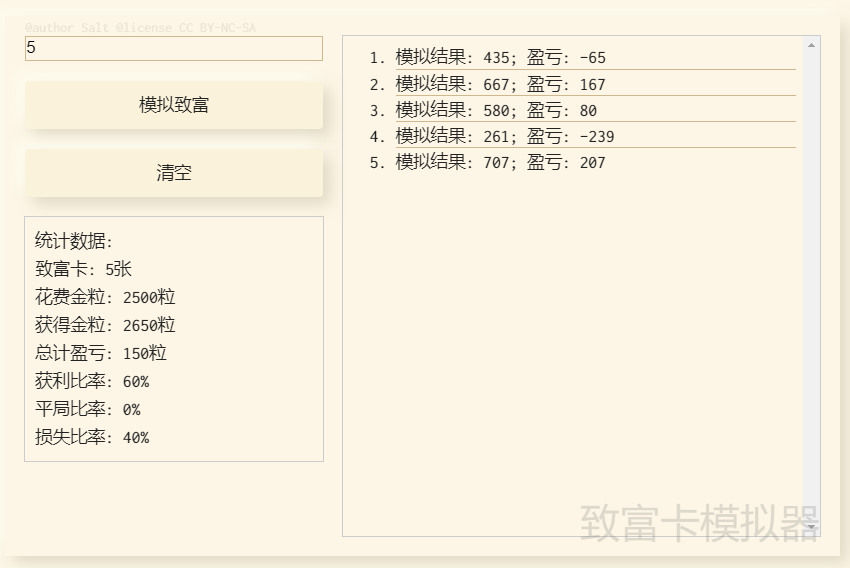 @author Salt @license CC BY-NC-SA
5
模拟致富
清空
统计数据:
致富卡: 5张
花费金粒: 2500粒
获得金粒: 2650粒
总计盈亏: 150粒
获利比率: 60%
平局比率: 0%
损失比率: 40%
1. 模拟结果: 435; 盈亏: -65
2. 模拟结果: 667; 盈亏: 167
3. 模拟结果: 580; 盈亏: 80
4. 模拟结果: 261; 盈亏: -239
5. 模拟结果: 707; 盈亏: 207
致富卡模拟器